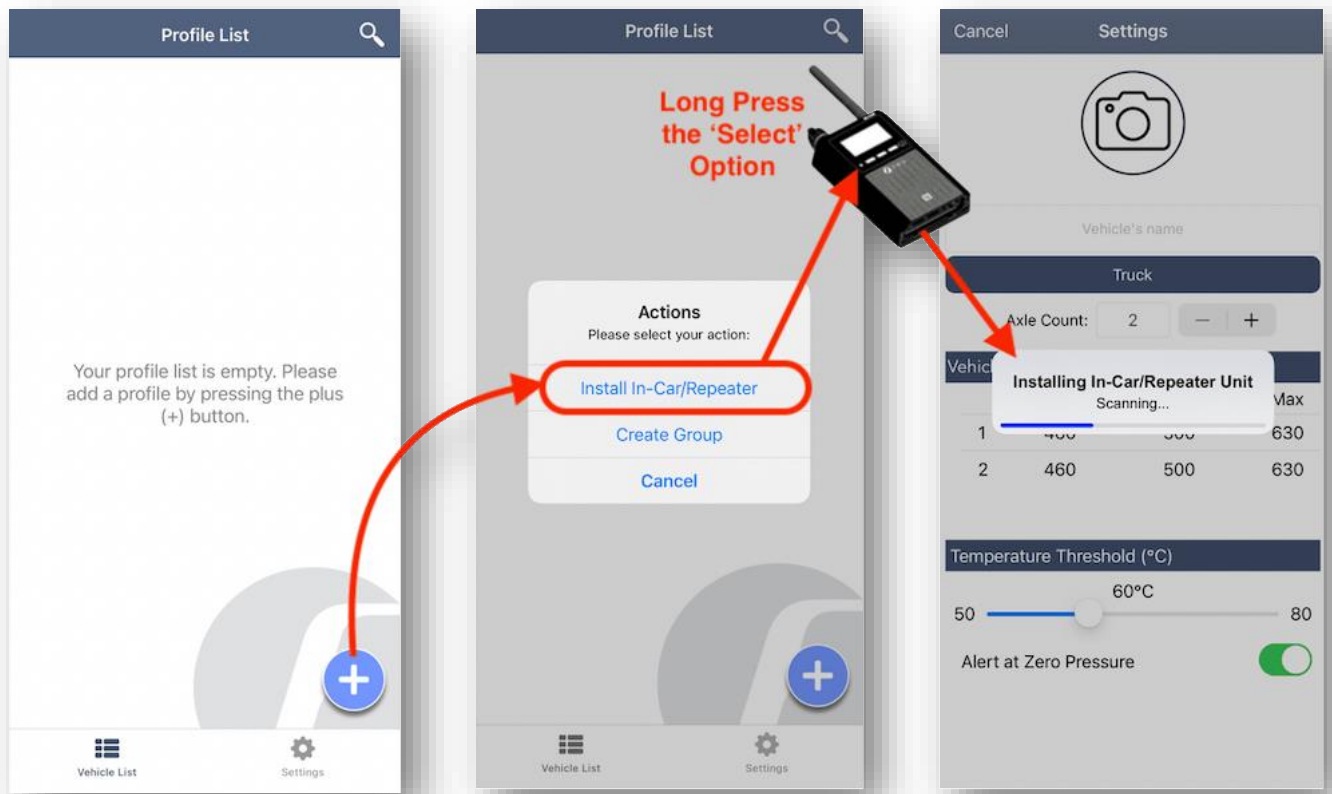 Profile List
Your profile list is empty. Please
add a profile by pressing the plus
(+) button.
Vehicle List
Settings
Profile List
Long Press
the ‘Select’
Option
Actions
Please select your action:
Install In-Car/Repeater
Create Group
Cancel
Vehicle List
Settings
Cancel Settings
Vehicle's name
Truck
Axle Count: 2 − +
Installing In-Car/Repeater Unit
Scanning...
Max
1 630
2 460 500 630
Temperature Threshold (°C)
60°C
50 80
Alert at Zero Pressure